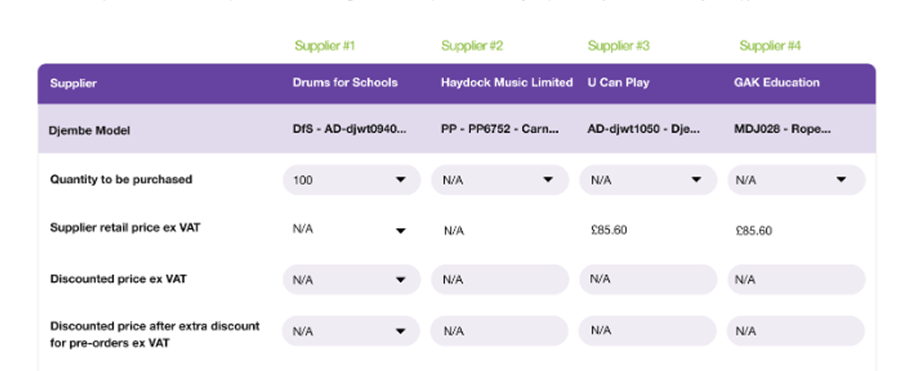 Supplier #1 Supplier #2 Supplier #3 Supplier #4
Supplier Drums for Schools Haydock Music Limited U Can Play GAK Education
Djembe Model DfS - AD-djwt0940... PP - PP6752 - Carn... AD-djwt1050 - Dje... MDJ028 - Rope...
Quantity to be purchased 100 N/A N/A N/A
Supplier retail price ex VAT N/A N/A £85.60 £85.60
Discounted price ex VAT N/A N/A N/A N/A
Discounted price after extra discount
for pre-orders ex VAT N/A N/A N/A N/A